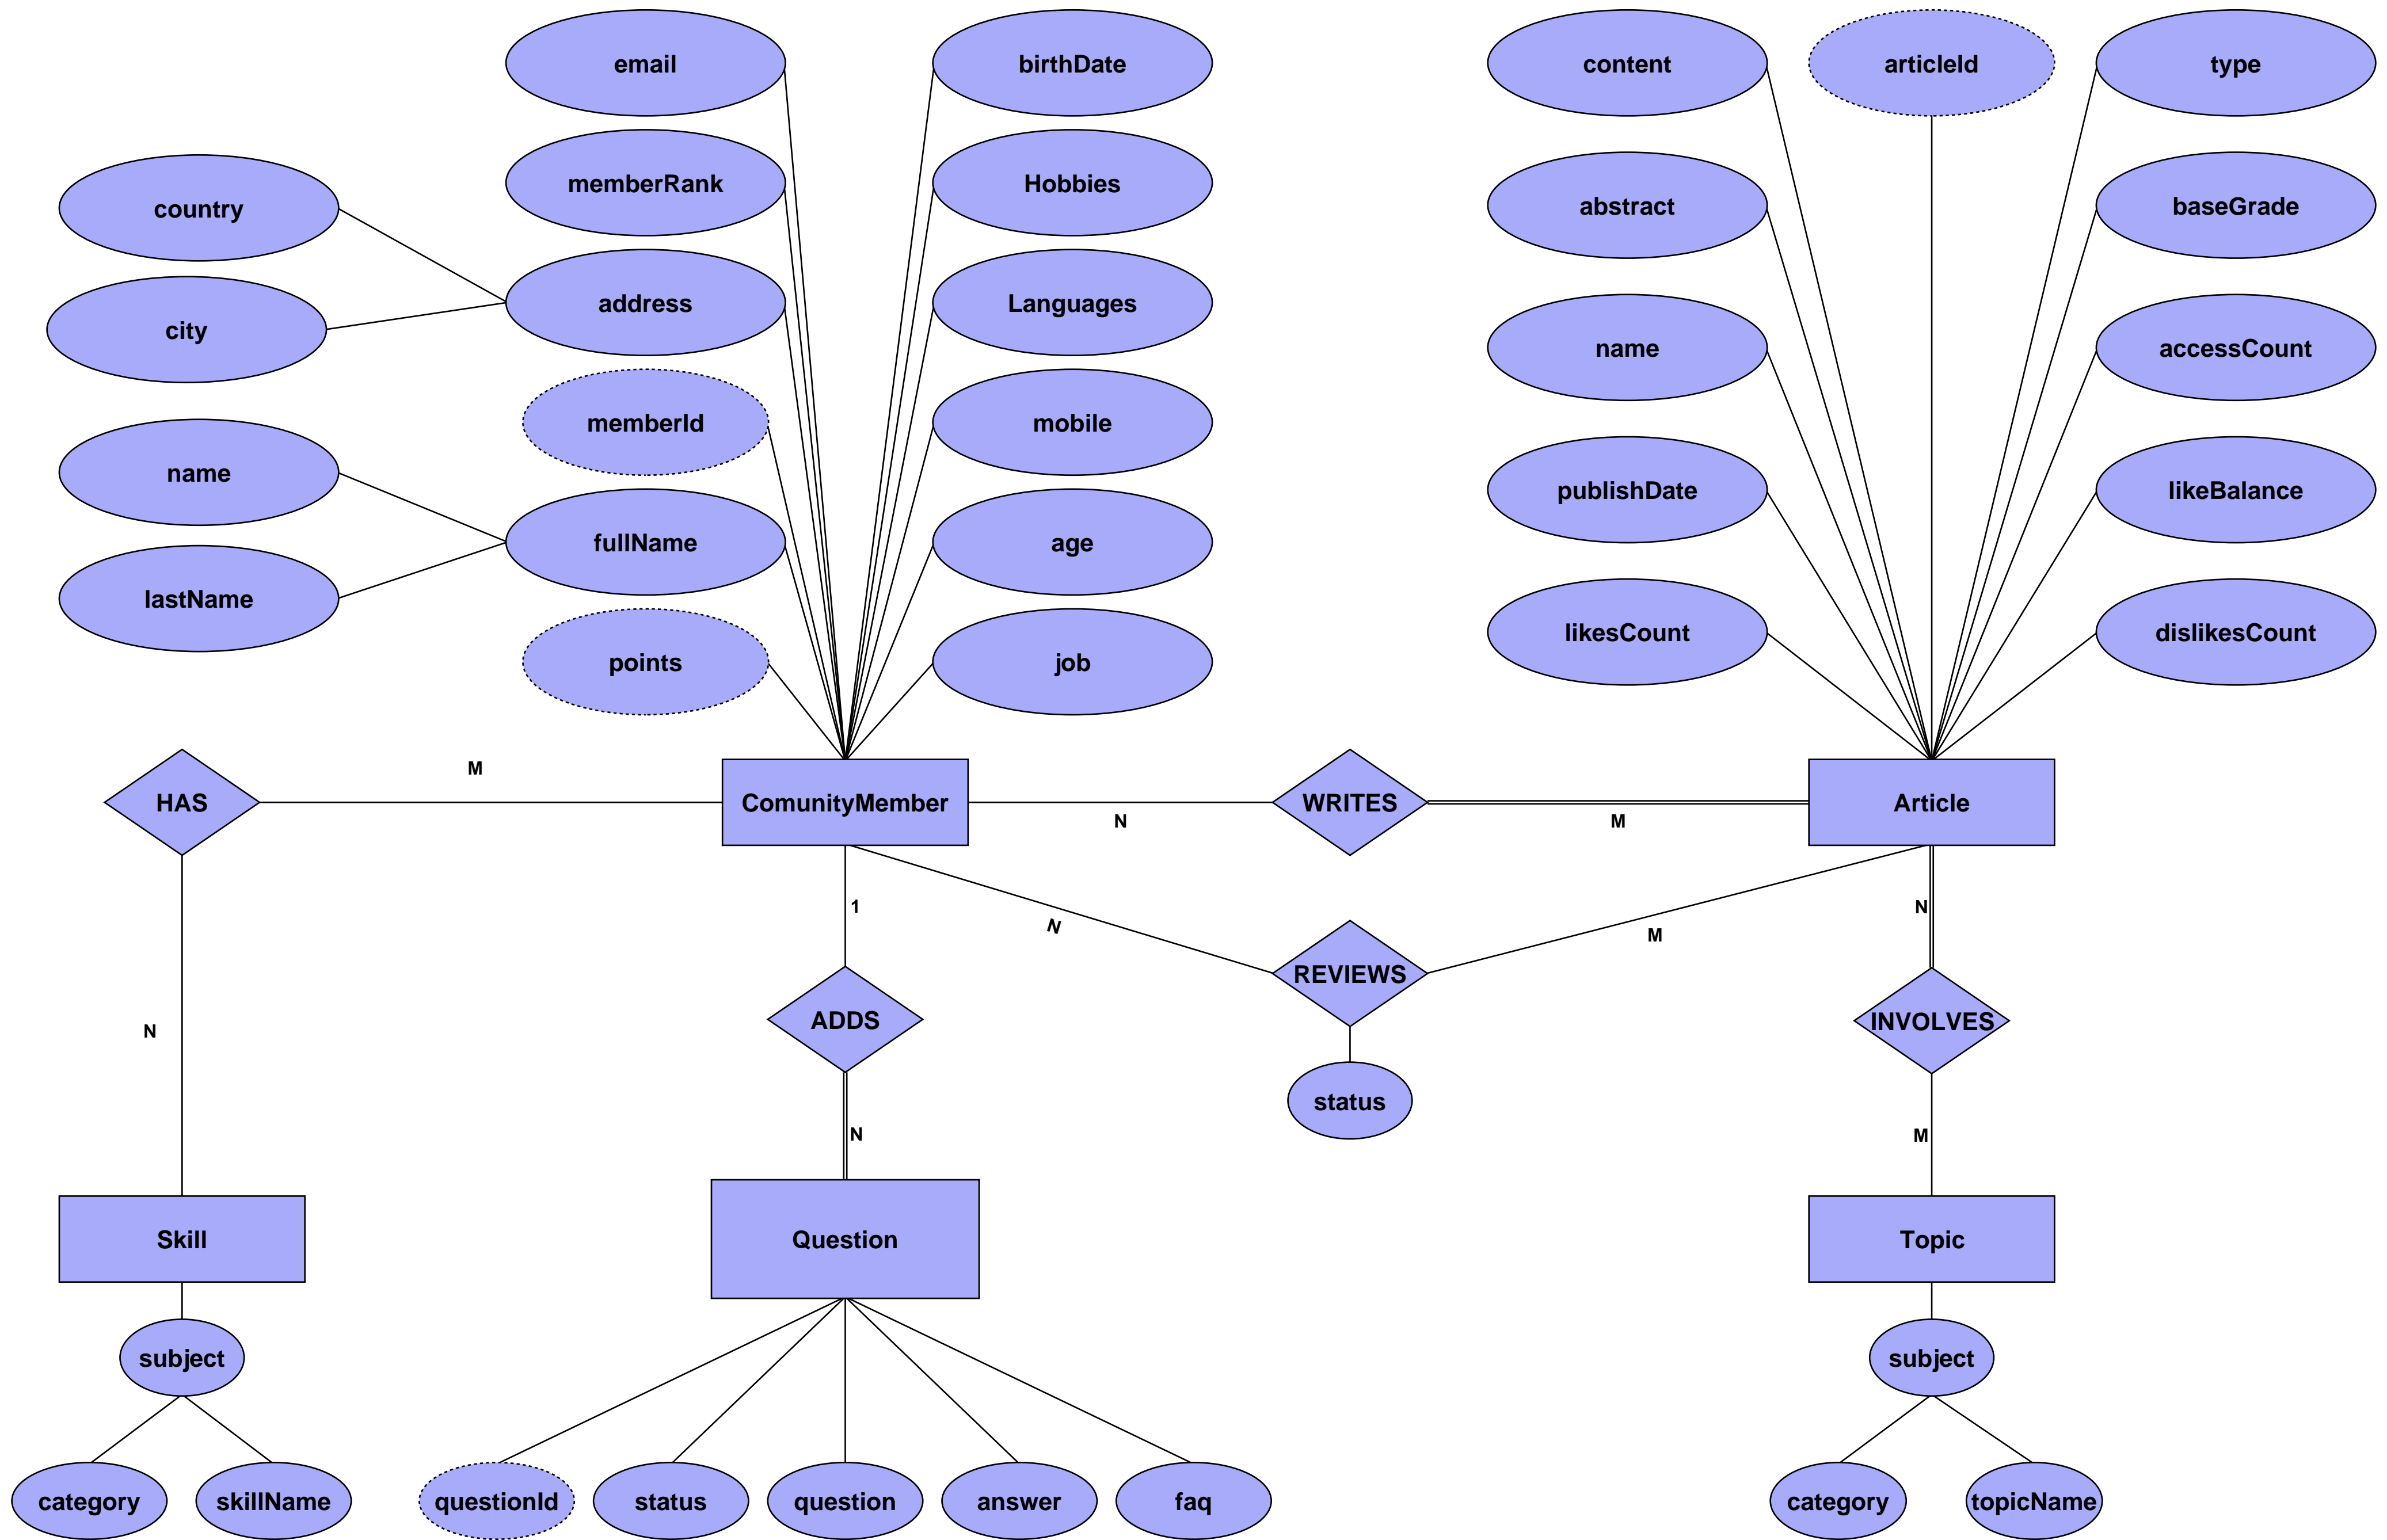 email
birthDate
content
articleId
type
memberRank
Hobbies
country
abstract
baseGrade
address
Languages
city
name
accessCount
memberId
mobile
name
publishDate
likeBalance
fullName
age
lastName
likesCount
dislikesCount
points
job
M
HAS
ComunityMember
WRITES
Article
N
M
1
N
N
M
REVIEWS
ADDS
INVOLVES
N
status
N
M
Skill
Question
Topic
subject
subject
category
skillName
questionId
status
question
answer
faq
category
topicName